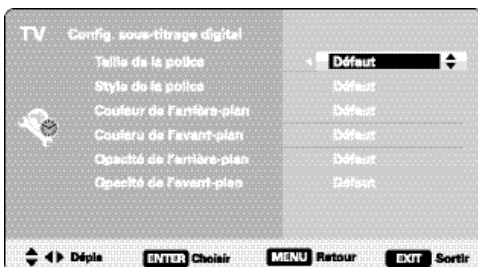 TV Config. sous-titrage digital
Taille de la police Défaut
Style de la police Défaut
Couleur de l'arrière-plan Défaut
Couleru de l'avant-plan Défaut
Opacité de l'arrière-plan Défaut
Opacité de l'avant-plan Défaut
Dépla ENTER Choisir MENU Retour EXIT Sortir